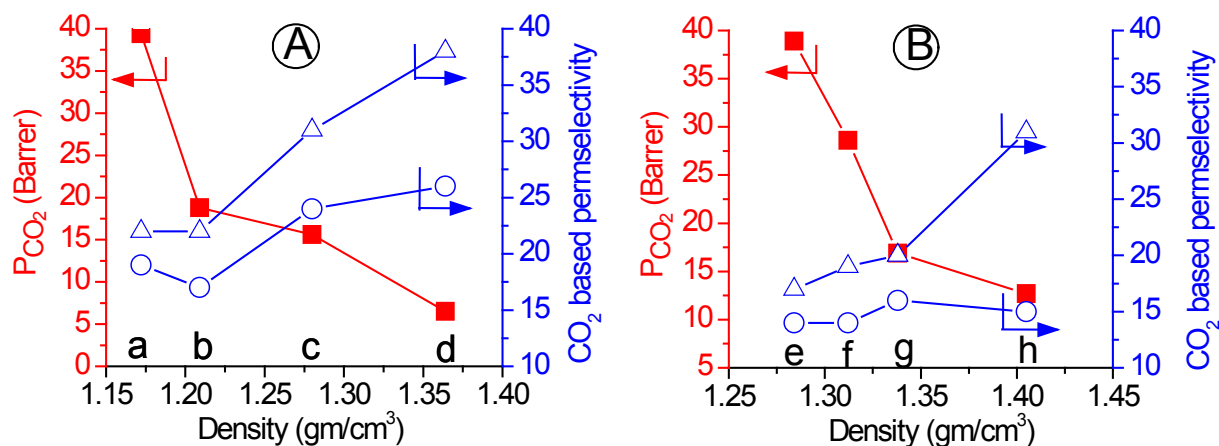 A
40
35
30
25
20
15
10
5
0
P_CO₂ (Barrer)
40
35
30
25
20
15
10
CO₂ based permselectivity
a b c d
1.15 1.20 1.25 1.30 1.35 1.40
Density (gm/cm³)
B
40
35
30
25
20
15
10
5
P_CO₂ (Barrer)
40
35
30
25
20
15
10
CO₂ based permselectivity
e f g h
1.25 1.30 1.35 1.40 1.45
Density (gm/cm³)